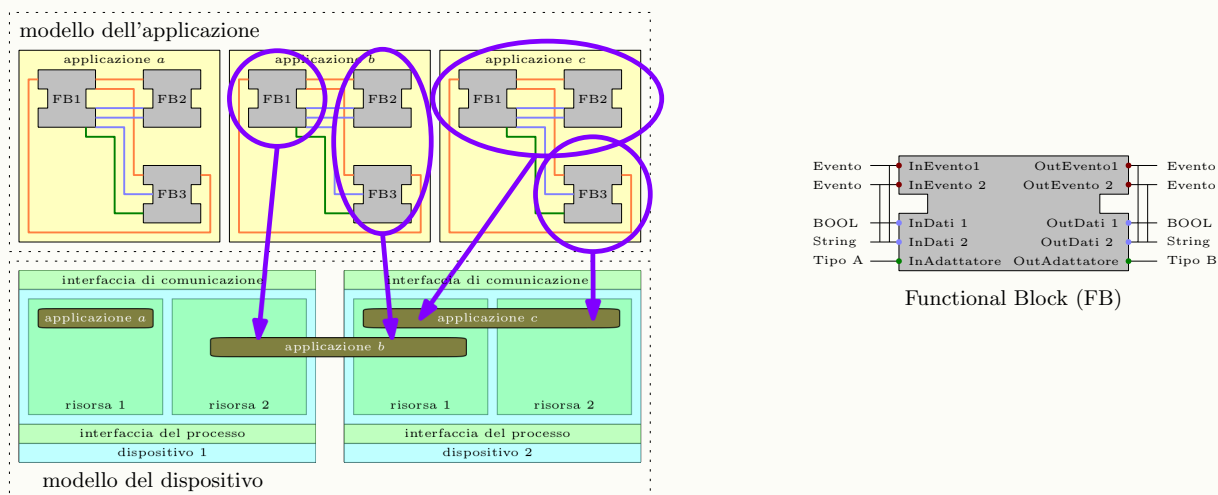 modello dell'applicazione
applicazione a
applicazione b
applicazione c
FB1
FB2
FB3
FB1
FB2
FB3
FB1
FB2
FB3
interfaccia di comunicazione
interfaccia di comunicazione
applicazione a
applicazione c
applicazione b
risorsa 1
risorsa 2
risorsa 1
risorsa 2
interfaccia del processo
interfaccia del processo
dispositivo 1
dispositivo 2
modello del dispositivo
Evento InEvento1 OutEvento1 Evento
Evento InEvento 2 OutEvento 2 Evento
BOOL InDati 1 OutDati 1 BOOL
String InDati 2 OutDati 2 String
Tipo A InAdattatore OutAdattatore Tipo B
Functional Block (FB)